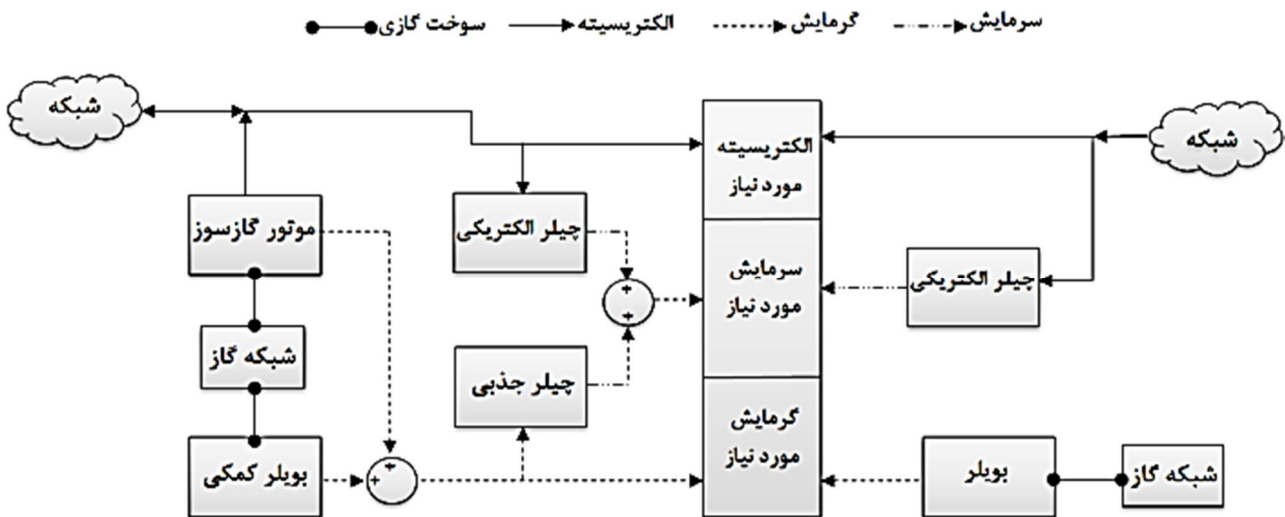 سرمایش
گرمایش
الکتریسیته
سوخت گازی
شبکه
شبکه
الکتریسیته
مورد نیاز
موتور گازسوز
چیلر الکتریکی
چیلر الکتریکی
سرمایش
مورد نیاز
شبکه گاز
چیلر جذبی
گرمایش
مورد نیاز
بویلر کمکی
بویلر
شبکه گاز
+
+
+
+